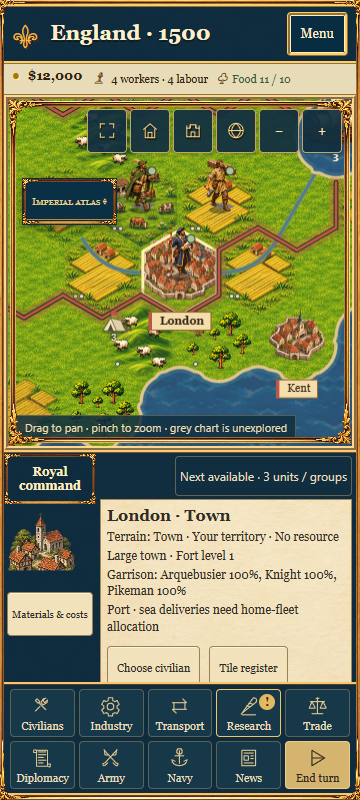 England · 1500
Menu
$12,000
4 workers · 4 labour
Food 11 / 10
3
Imperial atlas
London
Kent
Drag to pan · pinch to zoom · grey chart is unexplored
Royal
command
Next available · 3 units / groups
London · Town
Terrain: Town · Your territory · No resource
Large town · Fort level 1
Garrison: Arquebusier 100%, Knight 100%,
Pikeman 100%
Port · sea deliveries need home-fleet
allocation
Materials & costs
Choose civilian
Tile register
Civilians
Industry
Transport
Research
!
Trade
Diplomacy
Army
Navy
News
End turn